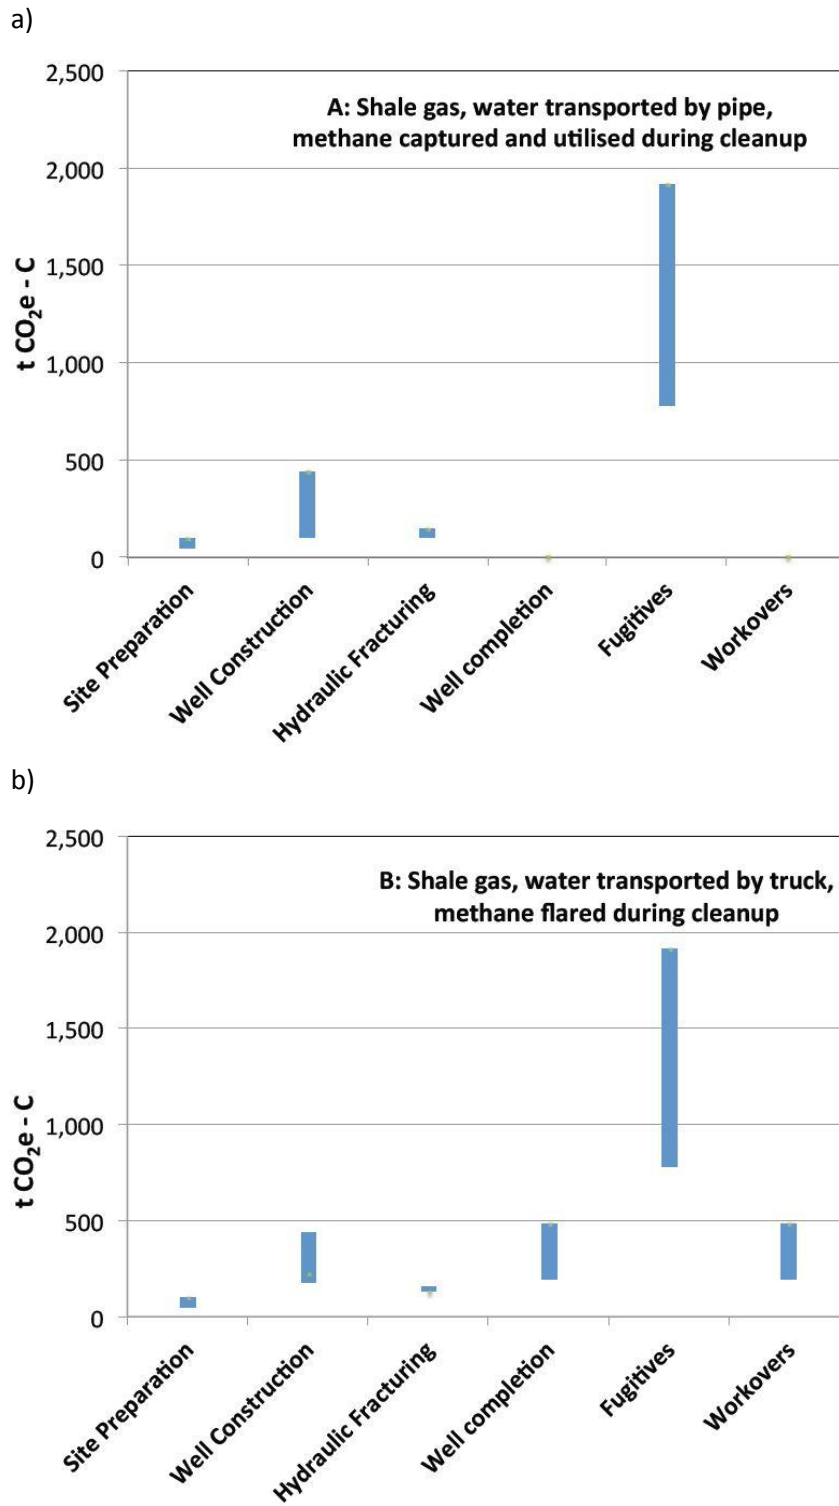 a)
2,500
A: Shale gas, water transported by pipe,
methane captured and utilised during cleanup
2,000
1,500
t CO₂e - C
1,000
500
0
Site Preparation
Well Construction
Hydraulic Fracturing
Well completion
Fugitives
Workovers
b)
2,500
B: Shale gas, water transported by truck,
methane flared during cleanup
2,000
1,500
t CO₂e - C
1,000
500
0
Site Preparation
Well Construction
Hydraulic Fracturing
Well completion
Fugitives
Workovers